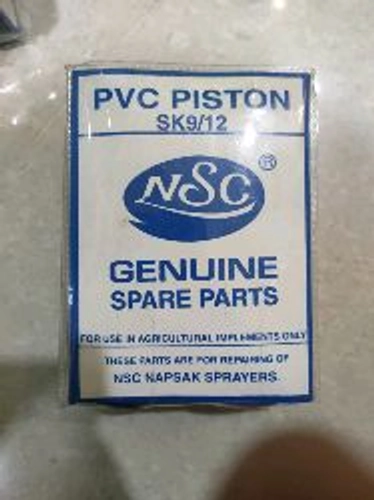 PVC PISTON
SK9/12
NSC ®
GENUINE
SPARE PARTS
FOR USE IN AGRICULTURAL IMPLEMENTS ONLY
THESE PARTS ARE FOR REPAIRING OF
NSC NAPSAK SPRAYERS.